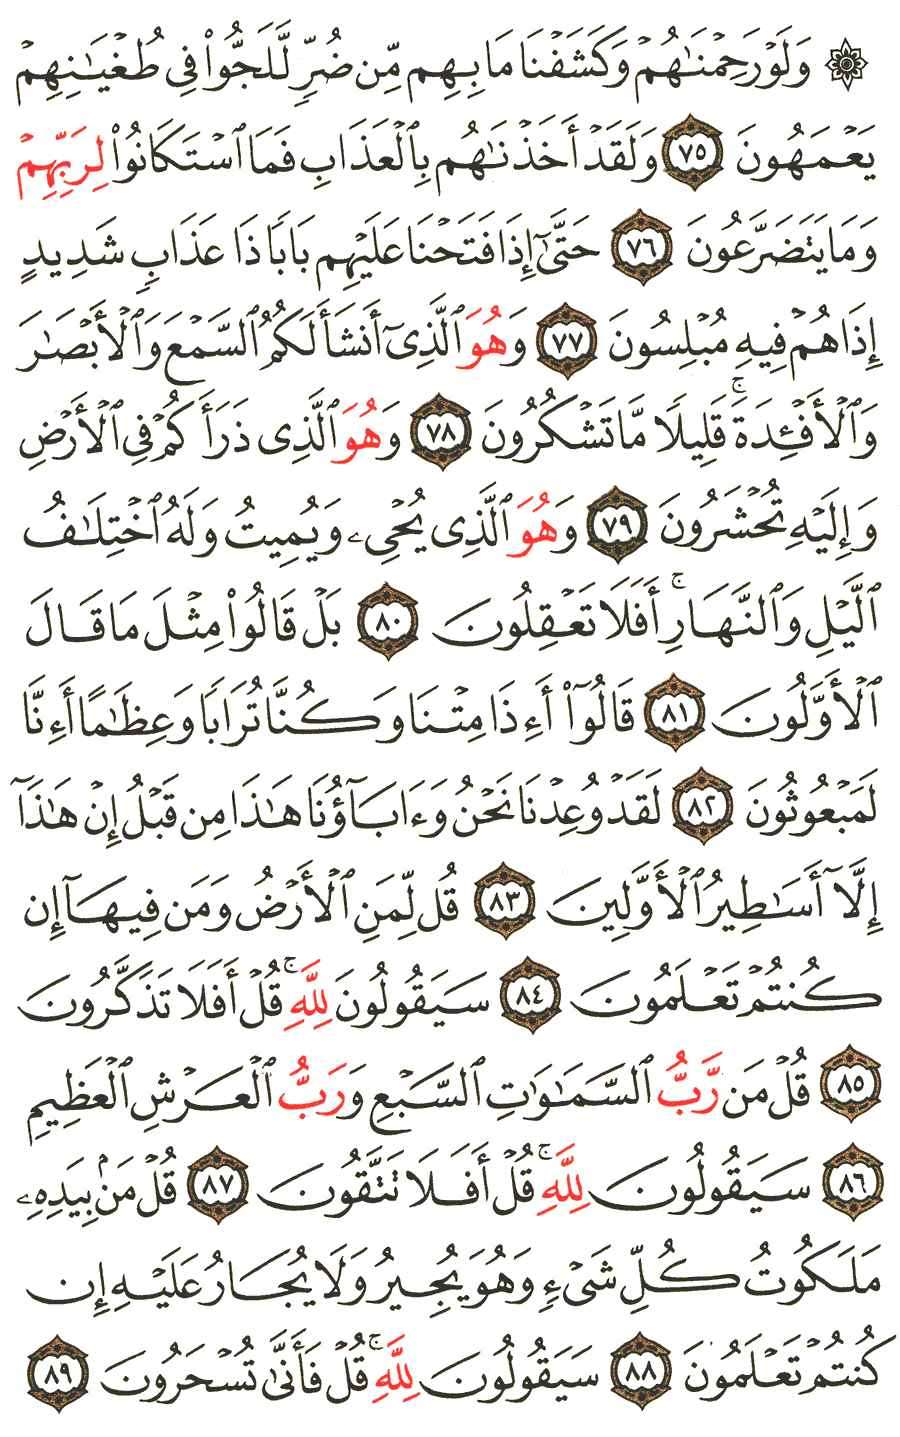 ۞ وَلَوْ رَحِمْنَٰهُمْ وَكَشَفْنَا مَا بِهِم مِّن ضُرٍّ لَّلَجُّوا۟ فِى طُغْيَٰنِهِمْ
يَعْمَهُونَ ٧٥ وَلَقَدْ أَخَذْنَٰهُم بِٱلْعَذَابِ فَمَا ٱسْتَكَانُوا۟ لِرَبِّهِمْ
وَمَا يَتَضَرَّعُونَ ٧٦ حَتَّىٰٓ إِذَا فَتَحْنَا عَلَيْهِم بَابًا ذَا عَذَابٍ شَدِيدٍ
إِذَا هُمْ فِيهِ مُبْلِسُونَ ٧٧ وَهُوَ ٱلَّذِىٓ أَنشَأَ لَكُمُ ٱلسَّمْعَ وَٱلْأَبْصَٰرَ
وَٱلْأَفْـِٔدَةَ ۚ قَلِيلًا مَّا تَشْكُرُونَ ٧٨ وَهُوَ ٱلَّذِى ذَرَأَكُمْ فِى ٱلْأَرْضِ
وَإِلَيْهِ تُحْشَرُونَ ٧٩ وَهُوَ ٱلَّذِى يُحْىِۦ وَيُمِيتُ وَلَهُ ٱخْتِلَٰفُ
ٱلَّيْلِ وَٱلنَّهَارِ ۚ أَفَلَا تَعْقِلُونَ ٨٠ بَلْ قَالُوا۟ مِثْلَ مَا قَالَ
ٱلْأَوَّلُونَ ٨١ قَالُوٓا۟ أَءِذَا مِتْنَا وَكُنَّا تُرَابًا وَعِظَٰمًا أَءِنَّا
لَمَبْعُوثُونَ ٨٢ لَقَدْ وُعِدْنَا نَحْنُ وَءَابَآؤُنَا هَٰذَا مِن قَبْلُ إِنْ هَٰذَآ
إِلَّآ أَسَٰطِيرُ ٱلْأَوَّلِينَ ٨٣ قُل لِّمَنِ ٱلْأَرْضُ وَمَن فِيهَآ إِن
كُنتُمْ تَعْلَمُونَ ٨٤ سَيَقُولُونَ لِلَّهِ ۚ قُلْ أَفَلَا تَذَكَّرُونَ
٨٥ قُلْ مَن رَّبُّ ٱلسَّمَٰوَٰتِ ٱلسَّبْعِ وَرَبُّ ٱلْعَرْشِ ٱلْعَظِيمِ
٨٦ سَيَقُولُونَ لِلَّهِ ۚ قُلْ أَفَلَا تَتَّقُونَ ٨٧ قُلْ مَنۢ بِيَدِهِۦ
مَلَكُوتُ كُلِّ شَىْءٍ وَهُوَ يُجِيرُ وَلَا يُجَارُ عَلَيْهِ إِن
كُنتُمْ تَعْلَمُونَ ٨٨ سَيَقُولُونَ لِلَّهِ ۚ قُلْ فَأَنَّىٰ تُسْحَرُونَ ٨٩